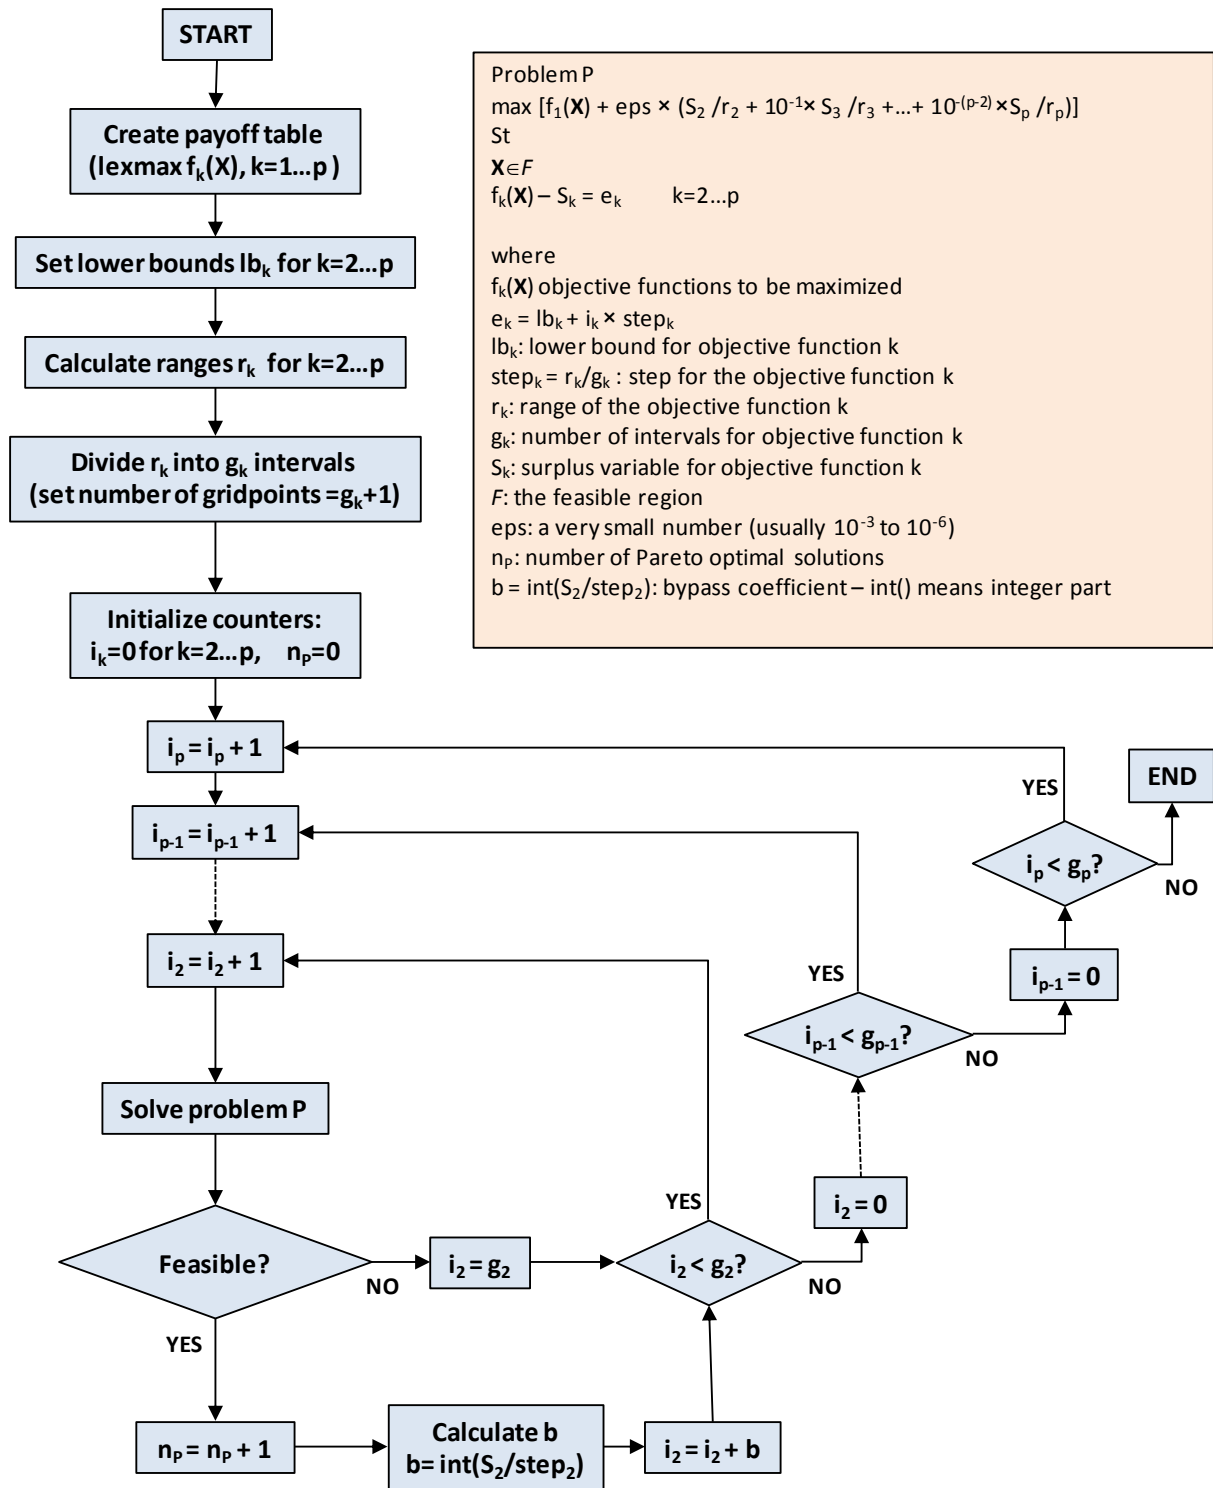 START
Create payoff table
(lexmax fₖ(X), k=1...p )
Set lower bounds lbₖ for k=2...p
Calculate ranges rₖ for k=2...p
Divide rₖ into gₖ intervals
(set number of gridpoints =gₖ+1)
Initialize counters:
iₖ=0 for k=2...p, nₚ=0
Problem P
max [f₁(X) + eps × (S₂ /r₂ + 10⁻¹× S₃ /r₃ +...+ 10⁻⁽ᵖ⁻²⁾ ×Sₚ /rₚ)]
St
X∈F
fₖ(X) – Sₖ = eₖ k=2...p
where
fₖ(X) objective functions to be maximized
eₖ = lbₖ + iₖ × stepₖ
lbₖ: lower bound for objective function k
stepₖ = rₖ/gₖ : step for the objective function k
rₖ: range of the objective function k
gₖ: number of intervals for objective function k
Sₖ: surplus variable for objective function k
F: the feasible region
eps: a very small number (usually 10⁻³ to 10⁻⁶)
nₚ: number of Pareto optimal solutions
b = int(S₂/step₂): bypass coefficient – int() means integer part
iₚ = iₚ + 1
iₚ₋₁ = iₚ₋₁ + 1
i₂ = i₂ + 1
Solve problem P
Feasible?
NO
YES
i₂ = g₂
nₚ = nₚ + 1
Calculate b
b= int(S₂/step₂)
i₂ = i₂ + b
i₂ < g₂?
YES
NO
i₂ = 0
iₚ₋₁ < gₚ₋₁?
YES
NO
iₚ₋₁ = 0
iₚ < gₚ?
YES
NO
END